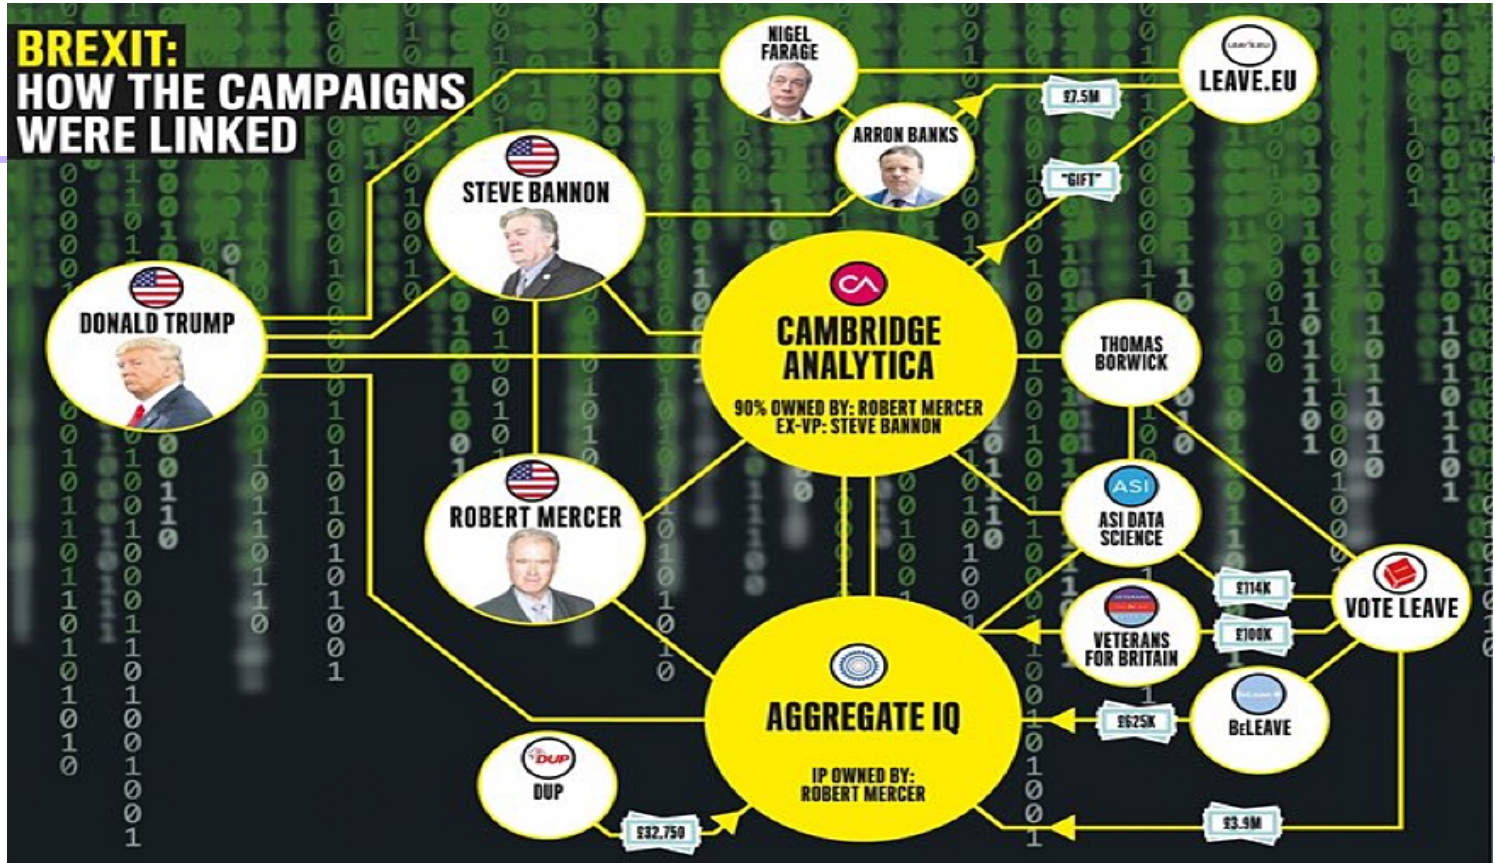 BREXIT:
HOW THE CAMPAIGNS
WERE LINKED
NIGEL
FARAGE
LEAVE.EU
LEAVE.EU
£7.5M
ARRON BANKS
"GIFT"
STEVE BANNON
DONALD TRUMP
CA
CAMBRIDGE
ANALYTICA
90% OWNED BY: ROBERT MERCER
EX-VP: STEVE BANNON
THOMAS
BORWICK
ROBERT MERCER
ASI
ASI DATA
SCIENCE
£114K
VOTE LEAVE
VETERANS
FOR BRITAIN
£100K
AGGREGATE IQ
IP OWNED BY:
ROBERT MERCER
£625K
BELEAVE
DUP
DUP
£32,750
£3.9M